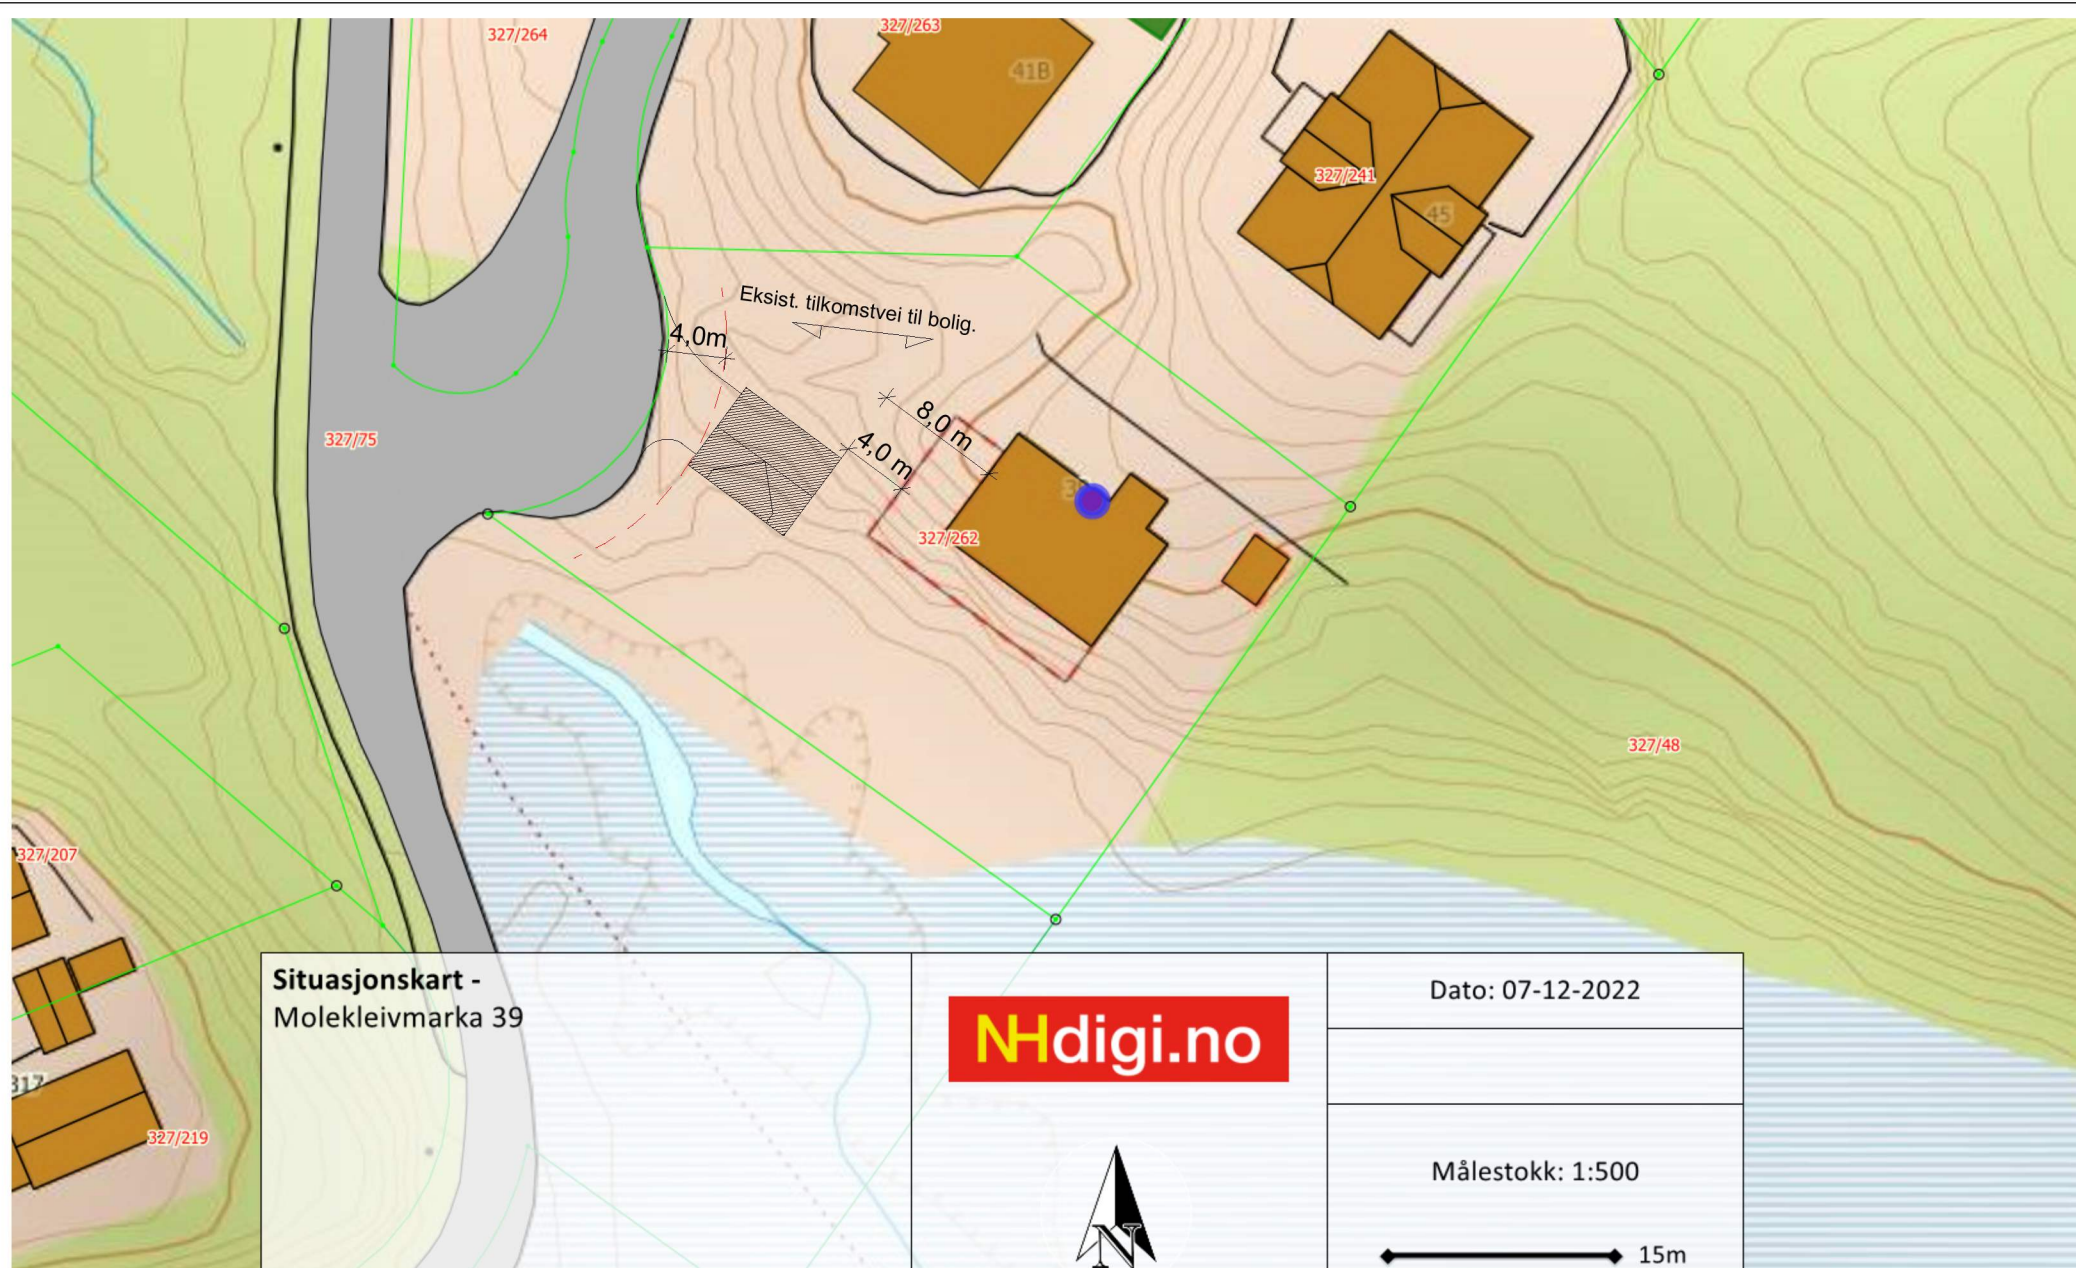 327/264
327/263
41B
327/241
45
Eksist. tilkomstvei til bolig.
4,0m
8,0 m
4,0 m
327/75
327/262
327/48
327/207
317
327/219
Situasjonskart -
Molekleivmarka 39
NHdigi.no
N
Dato: 07-12-2022
Målestokk: 1:500
15m